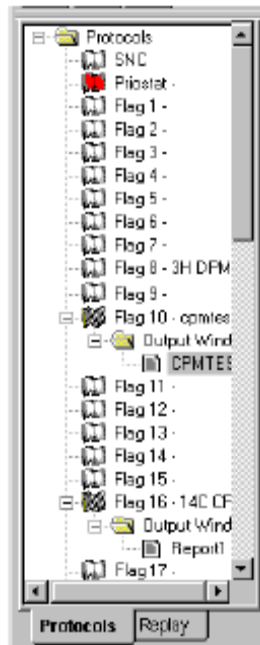 Protocols
SNC
Priostat -
Flag 1 -
Flag 2 -
Flag 3 -
Flag 4 -
Flag 5 -
Flag 6 -
Flag 7 -
Flag 8 - 3H DPM
Flag 9 -
Flag 10 - cpmtes
Output Wind
CPMTES
Flag 11 -
Flag 12 -
Flag 13 -
Flag 14 -
Flag 15 -
Flag 16 - 14C CF
Output Wind
Report1
Flag 17 -
Protocols Replay